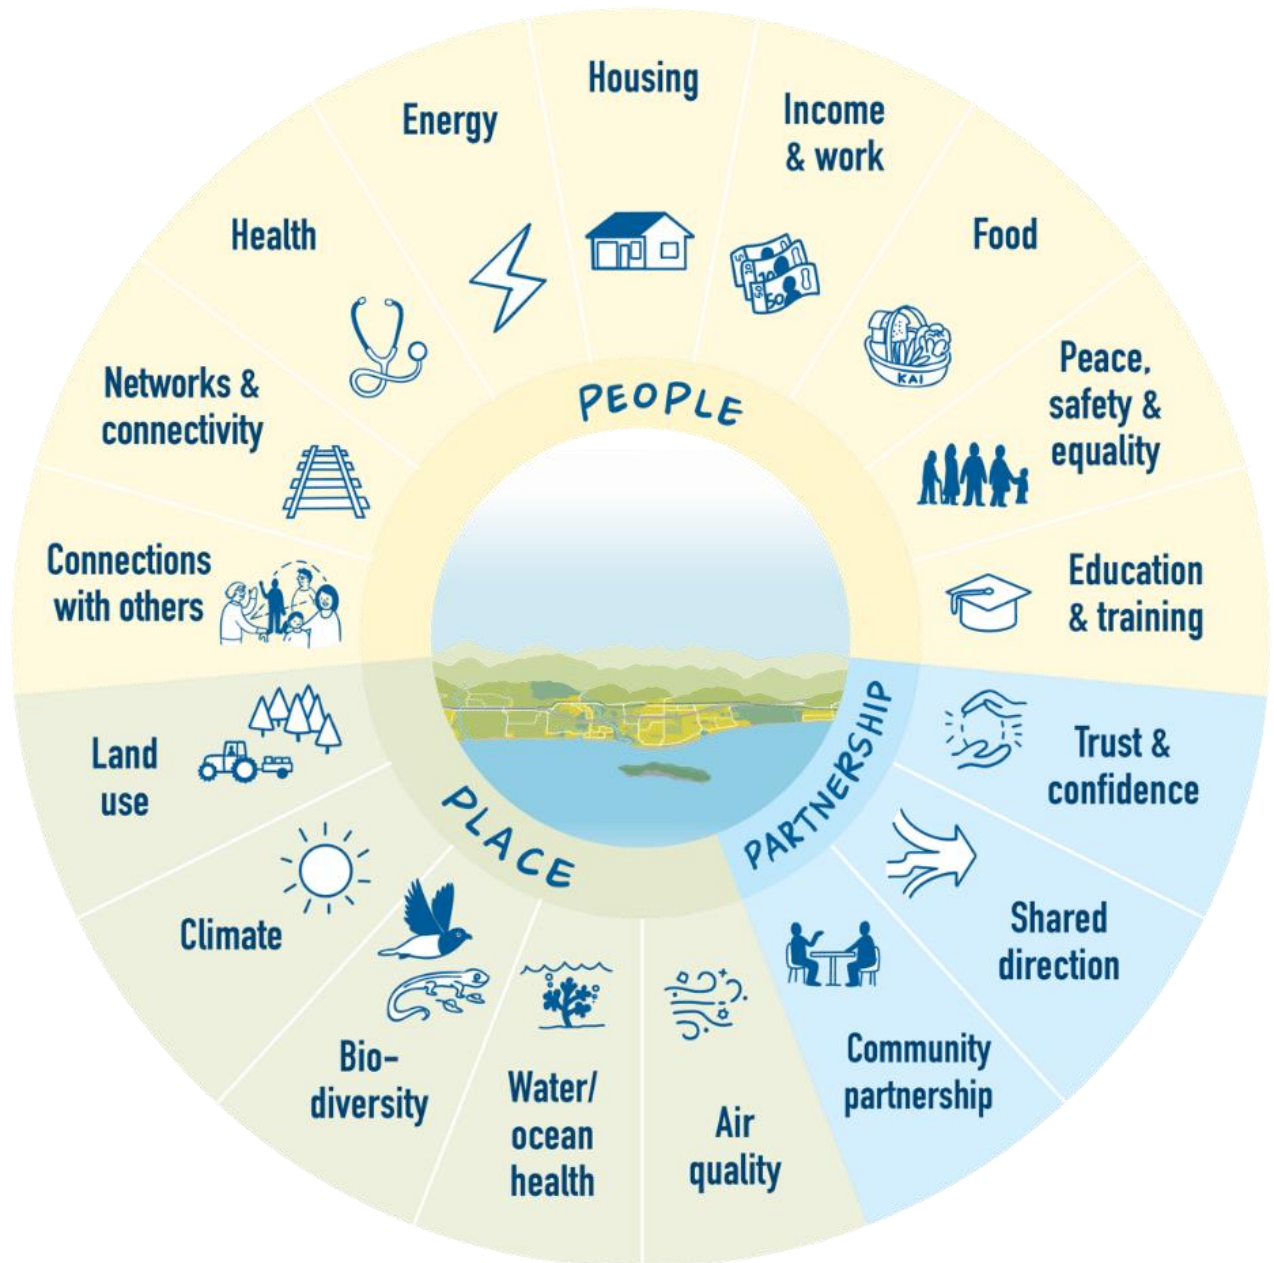 Housing
Income
& work
Food
Peace,
safety &
equality
Education
& training
Trust &
confidence
Shared
direction
Community
partnership
Air
quality
Water/
ocean
health
Bio-
diversity
Climate
Land
use
Connections
with others
Networks &
connectivity
Health
Energy
PEOPLE
PARTNERSHIP
PLACE
KAI
50